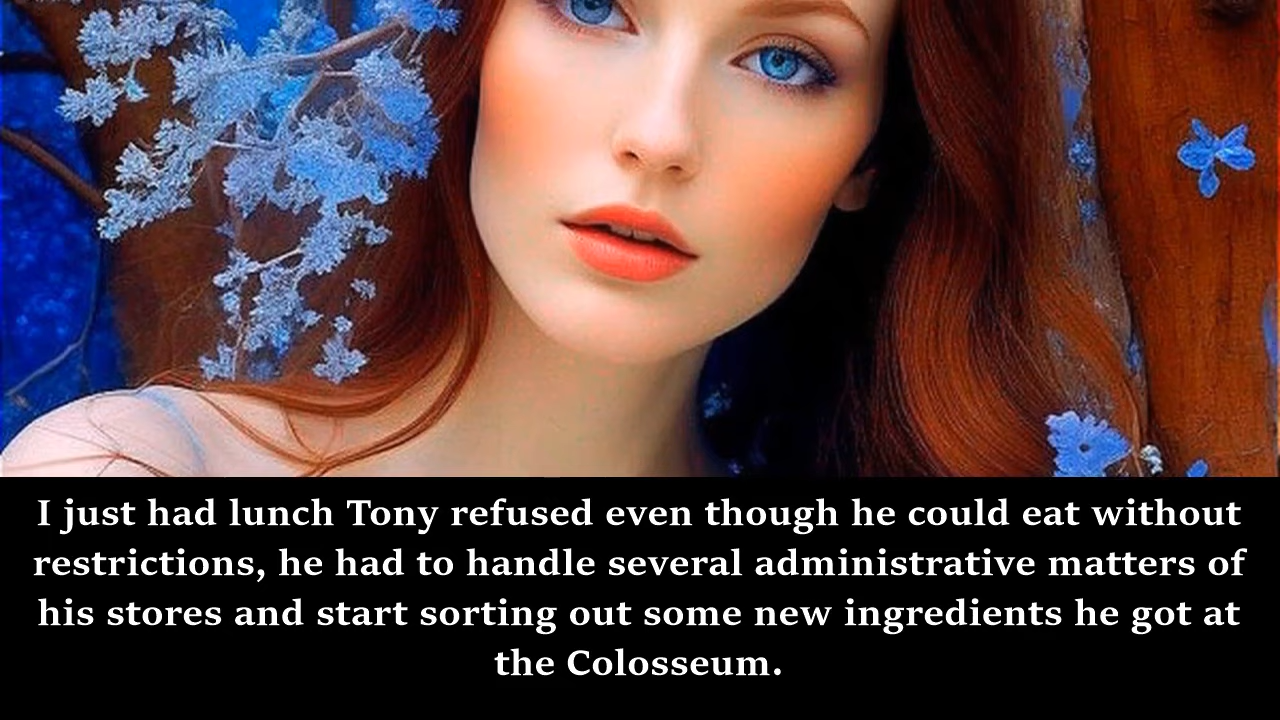 I just had lunch Tony refused even though he could eat without
restrictions, he had to handle several administrative matters of
his stores and start sorting out some new ingredients he got at
the Colosseum.